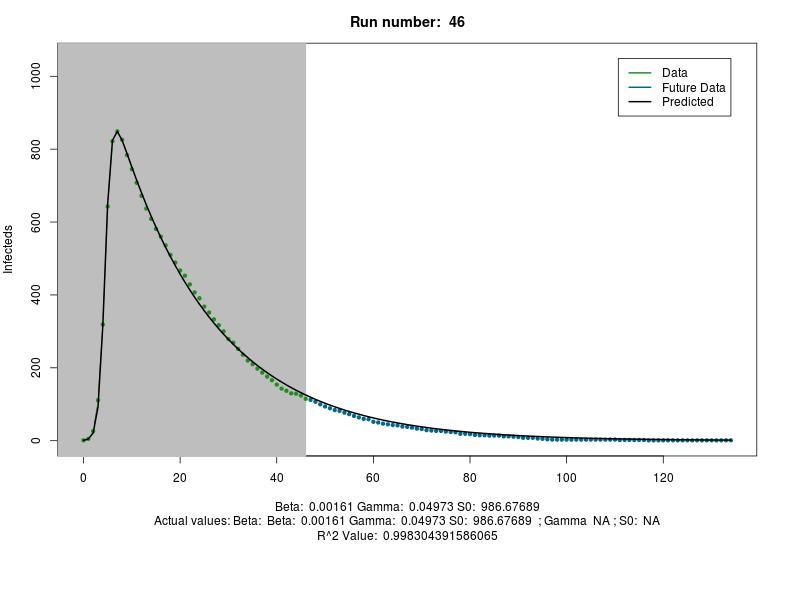 Run number: 46
Data
Future Data
Predicted
Infecteds
1000
800
600
400
200
0
0 20 40 60 80 100 120
Beta: 0.00161 Gamma: 0.04973 S0: 986.67689
Actual values: Beta: Beta: 0.00161 Gamma: 0.04973 S0: 986.67689 ; Gamma NA ; S0: NA
R^2 Value: 0.998304391586065